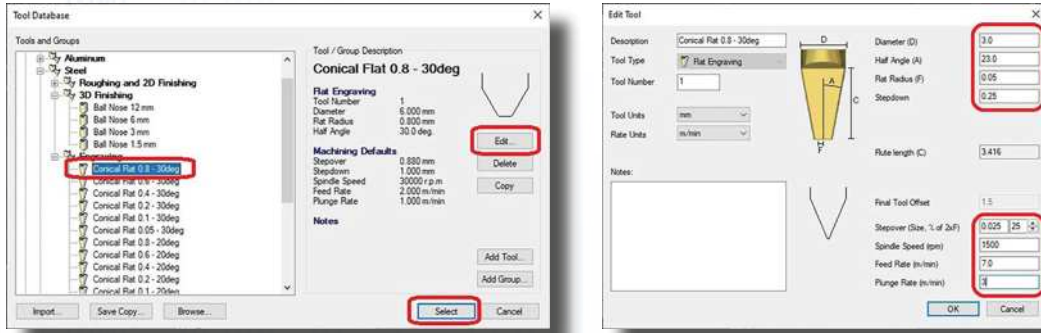 Tool Database
Tools and Groups
Aluminum
Steel
Roughing and 2D Finishing
3D Finishing
Ball Nose 12 mm
Ball Nose 6 mm
Ball Nose 3 mm
Ball Nose 1.5 mm
Engraving
Conical Flat 0.8 - 30deg
Conical Flat 0.6 - 30deg
Conical Flat 0.4 - 30deg
Conical Flat 0.2 - 30deg
Conical Flat 0.1 - 30deg
Conical Flat 0.05 - 30deg
Conical Flat 0.8 - 20deg
Conical Flat 0.6 - 20deg
Conical Flat 0.4 - 20deg
Conical Flat 0.2 - 20deg
Conical Flat 0.1 - 20deg
Import... Save Copy... Browse...
Tool / Group Description
Conical Flat 0.8 - 30deg
Flat Engraving
Tool Number 1
Diameter 6.000 mm
Flat Radius 0.800 mm
Half Angle 30.0 deg.
Machining Defaults
Stepover 0.880 mm
Stepdown 1.000 mm
Spindle Speed 30000 r.p.m
Feed Rate 2.000 m/min
Plunge Rate 1.000 m/min
Notes
Edit...
Delete
Copy
Add Tool...
Add Group...
Select Cancel
Edit Tool
Description Conical Flat 0.8 - 30deg
Tool Type Flat Engraving
Tool Number 1
Tool Units mm
Rate Units m/min
Notes:
D
A
C
F
Diameter (D) 3.0
Half Angle (A) 23.0
Flat Radius (F) 0.05
Stepdown 0.25
Flute length (C) 3.416
Final Tool Offset 1.5
Stepover (Size, % of 2xF) 0.025 25
Spindle Speed (rpm) 1500
Feed Rate (m/min) 7.0
Plunge Rate (m/min) 3
OK Cancel